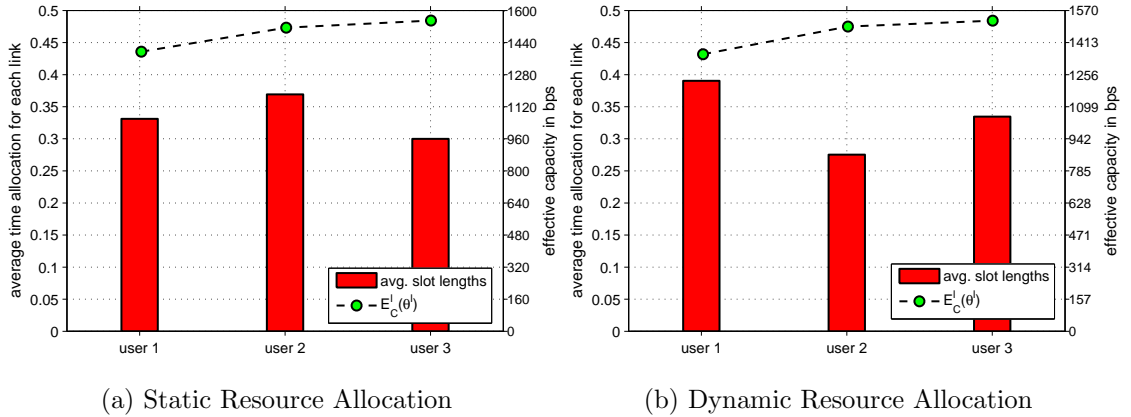 0.5
0.45
0.4
0.35
0.3
0.25
0.2
0.15
0.1
0.05
0
average time allocation for each link
user 1
user 2
user 3
1600
1440
1280
1120
960
800
640
480
320
160
0
effective capacity in bps
avg. slot lengths
E_C^l(θ^l)
(a) Static Resource Allocation
0.5
0.45
0.4
0.35
0.3
0.25
0.2
0.15
0.1
0.05
0
average time allocation for each link
user 1
user 2
user 3
1570
1413
1256
1099
942
785
628
471
314
157
0
effective capacity in bps
avg. slot lengths
E_C^l(θ^l)
(b) Dynamic Resource Allocation